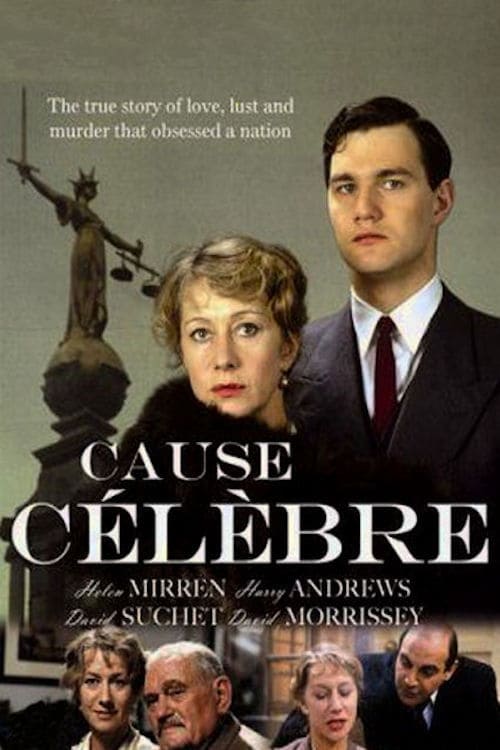 The true story of love, lust and
murder that obsessed a nation
CAUSE
CÉLÈBRE
Helen MIRREN Harry ANDREWS
David SUCHET David MORRISSEY